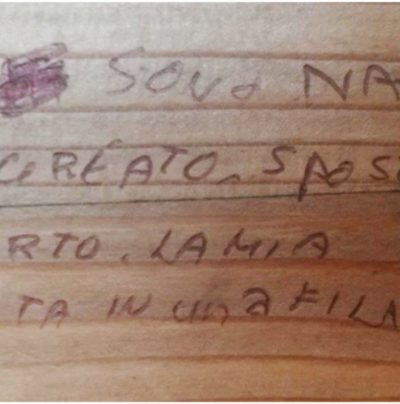 SONO NA
CREATO. SPOS
RTO. LA MIA
TA IN UNA FILA